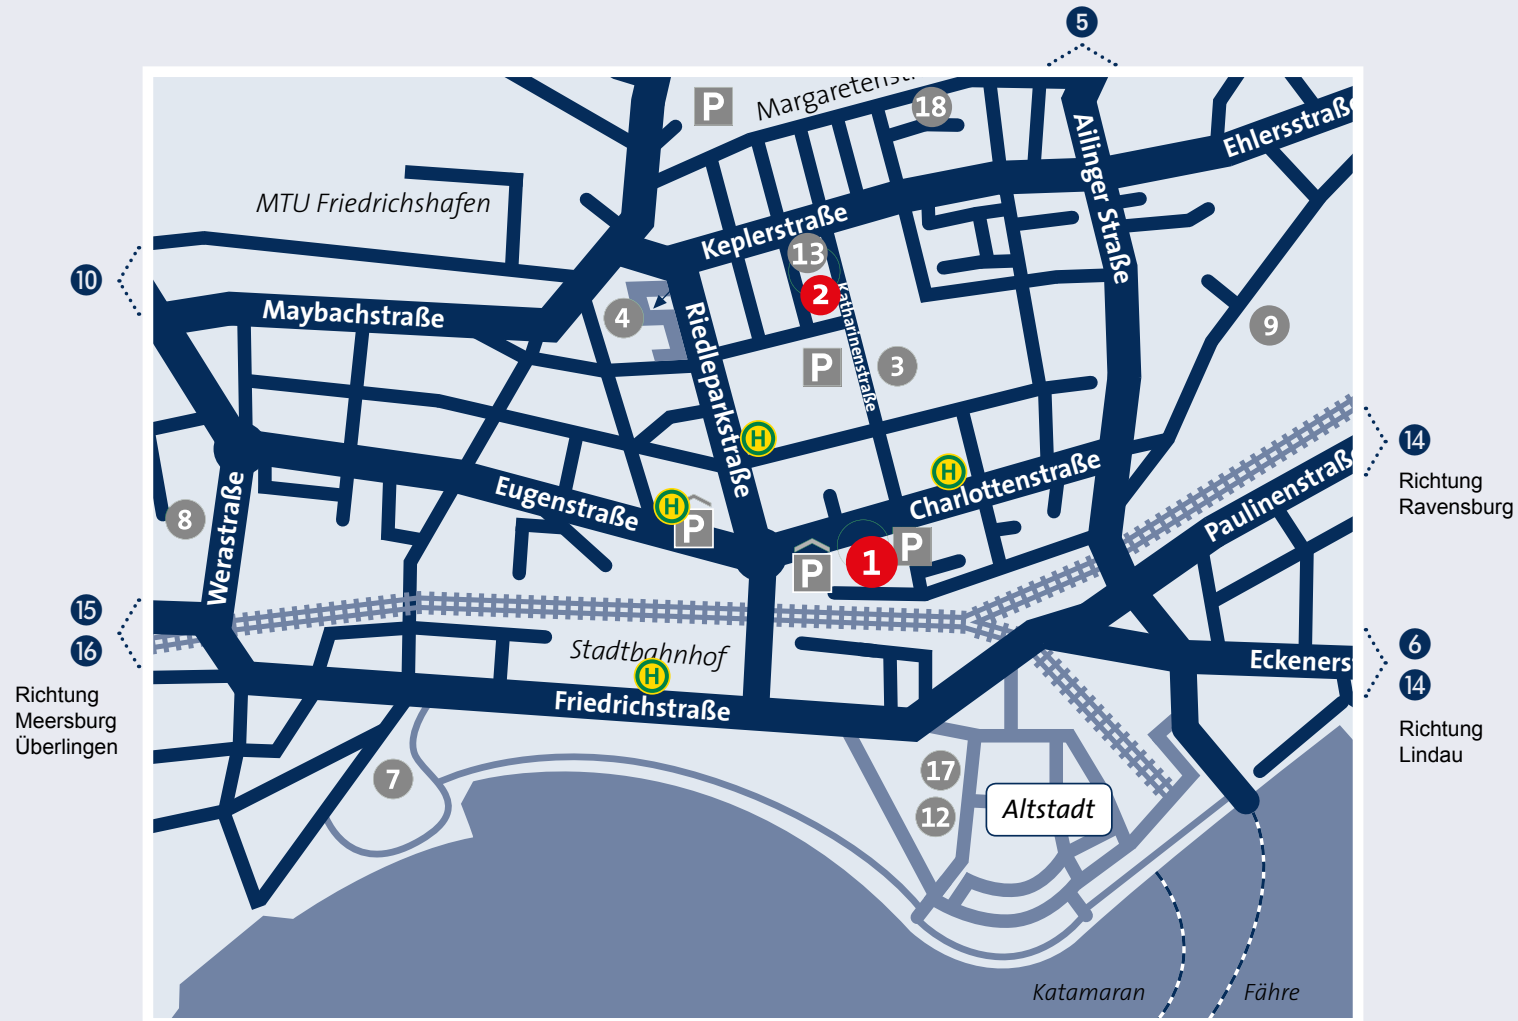 5
P
Margaretenst
18
Ailinger Straße
Ehlersstraße
MTU Friedrichshafen
Keplerstraße
13
10
2
Maybachstraße
4
Riedleparkstraße
Katharinenstraße
9
P
3
H
14
Richtung
Ravensburg
H
Charlottenstraße
Paulinenstraße
Eugenstraße
H
P
8
Werastraße
P
1
P
15
16
Richtung
Meersburg
Überlingen
Stadtbahnhof
H
Friedrichstraße
Eckeners
6
14
Richtung
Lindau
7
17
12
Altstadt
Katamaran
Fähre